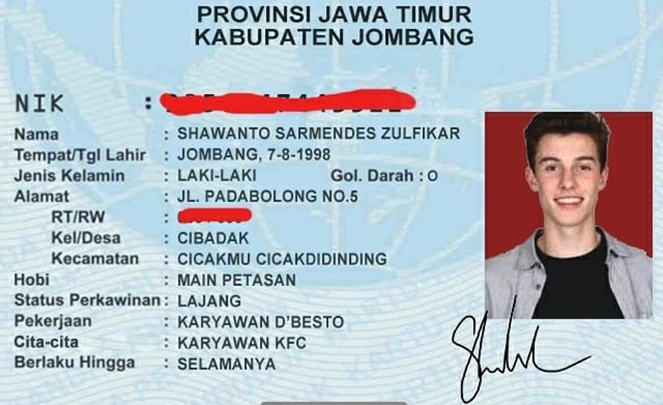 PROVINSI JAWA TIMUR
KABUPATEN JOMBANG
NIK :
Nama : SHAWANTO SARMENDES ZULFIKAR
Tempat/Tgl Lahir : JOMBANG, 7-8-1998
Jenis Kelamin : LAKI-LAKI Gol. Darah : O
Alamat : JL. PADABOLONG NO.5
RT/RW :
Kel/Desa : CIBADAK
Kecamatan : CICAKMU CICAKDIDINDING
Hobi : MAIN PETASAN
Status Perkawinan : LAJANG
Pekerjaan : KARYAWAN D'BESTO
Cita-cita : KARYAWAN KFC
Berlaku Hingga : SELAMANYA